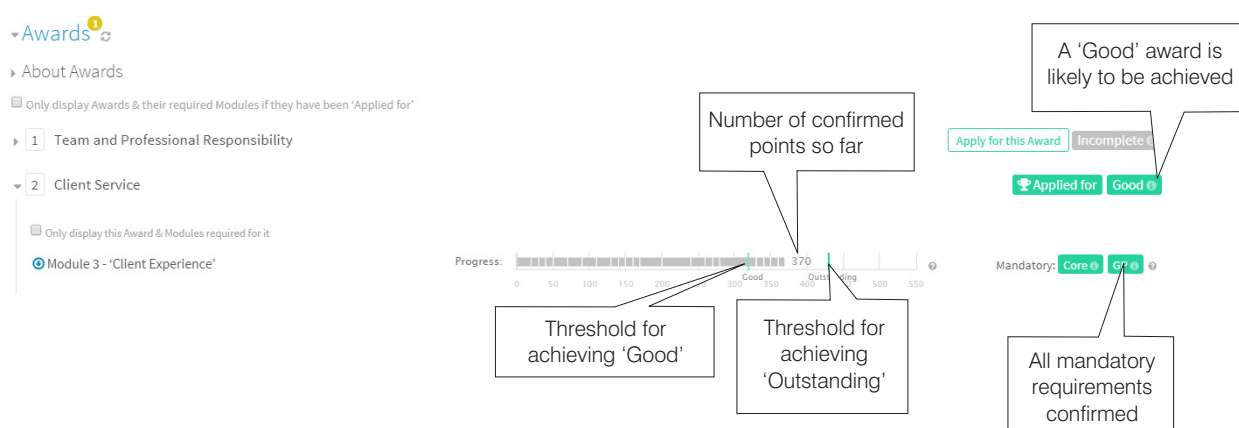 Awards 1
About Awards
Only display Awards & their required Modules if they have been ‘Applied for’
1 Team and Professional Responsibility
Apply for this Award Incomplete
2 Client Service
Applied for Good
Only display this Award & Modules required for it
Module 3 - ‘Client Experience’
Progress:
370
Good
0 50 100 150 200 300 350 500 550
Mandatory: Core
A ‘Good’ award is
likely to be achieved
Number of confirmed
points so far
Threshold for
achieving ‘Good’
Threshold for
achieving
‘Outstanding’
All mandatory
requirements
confirmed